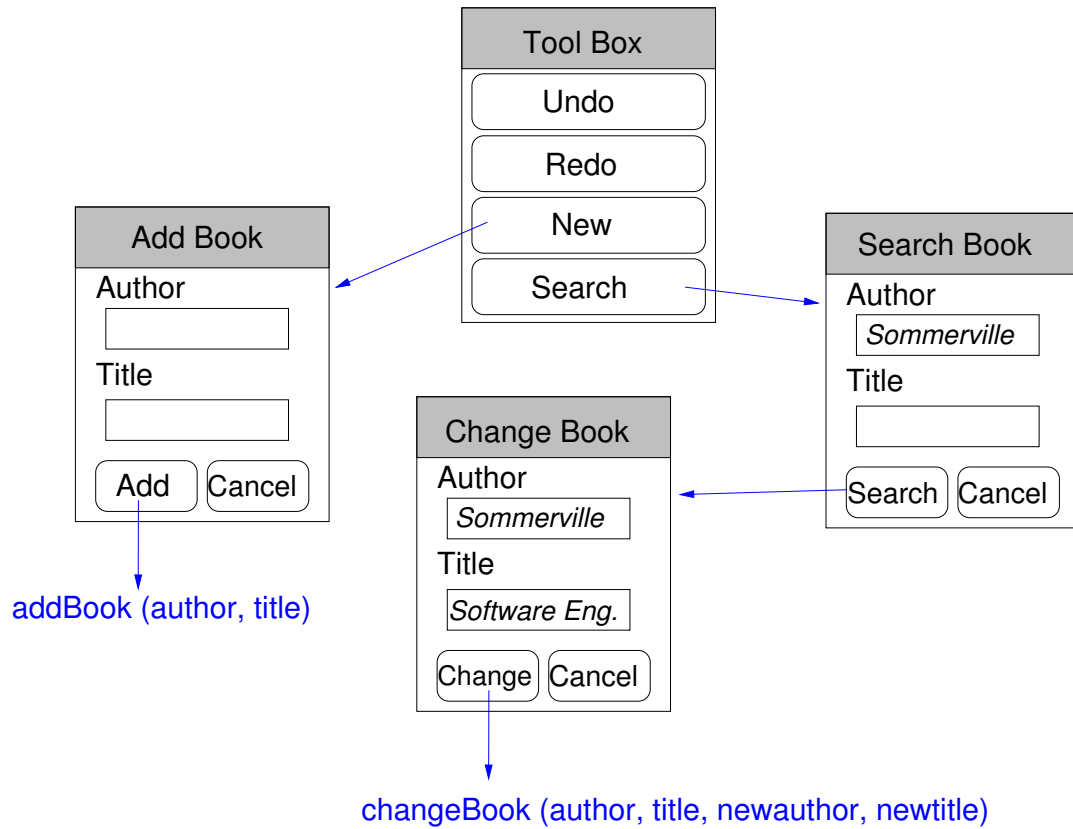 Tool Box
Undo
Redo
New
Search
Add Book
Author
Title
Add Cancel
addBook (author, title)
Search Book
Author
Sommerville
Title
Search Cancel
Change Book
Author
Sommerville
Title
Software Eng.
Change Cancel
changeBook (author, title, newauthor, newtitle)